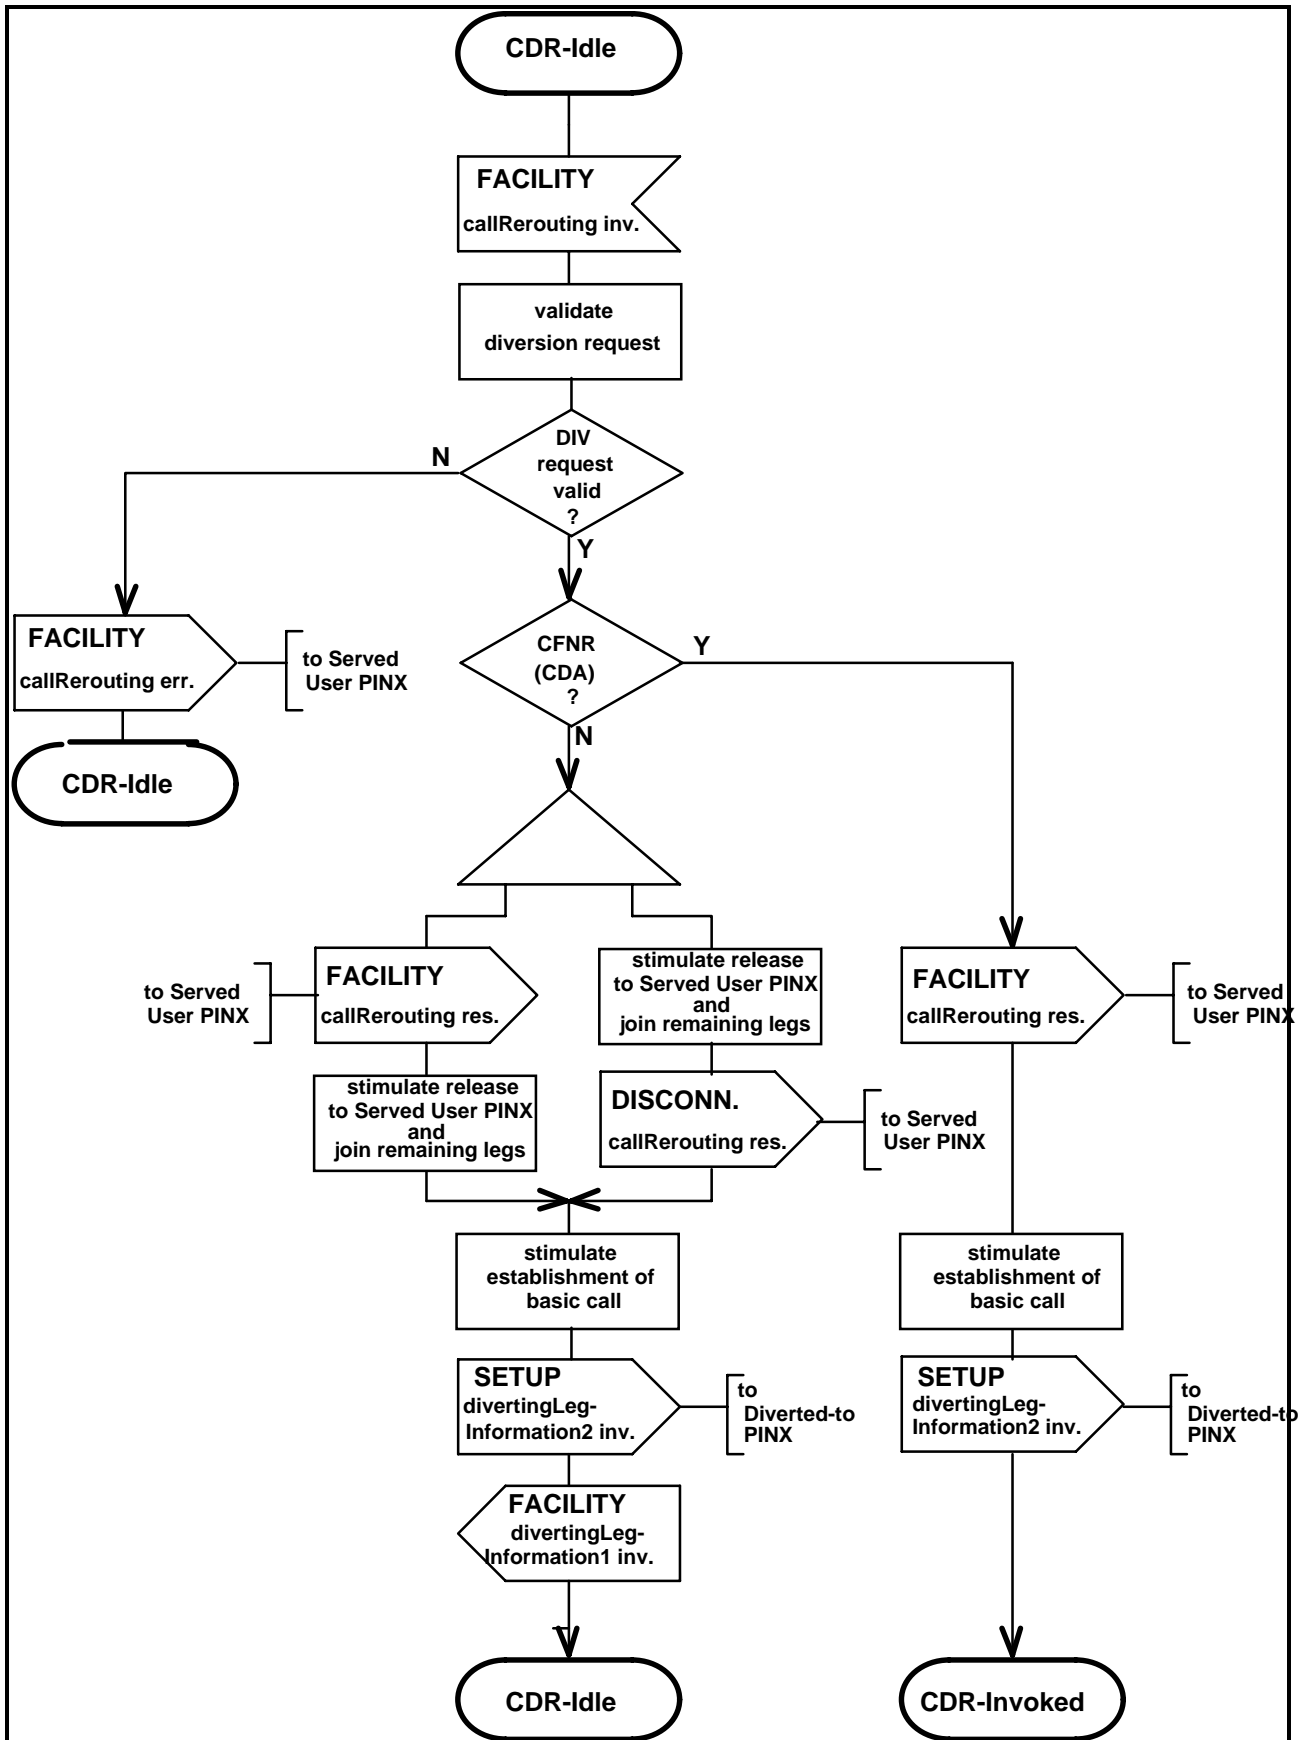 CDR-Idle
FACILITY
callRerouting inv.
validate
diversion request
DIV
request
valid
?
N
Y
FACILITY
callRerouting err.
to Served
User PINX
CDR-Idle
CFNR
(CDA)
?
Y
N
to Served
User PINX
FACILITY
callRerouting res.
stimulate release
to Served User PINX
and
join remaining legs
FACILITY
callRerouting res.
to Served
User PINX
stimulate release
to Served User PINX
and
join remaining legs
DISCONN.
callRerouting res.
to Served
User PINX
stimulate
establishment of
basic call
stimulate
establishment of
basic call
SETUP
divertingLeg-
Information2 inv.
to
Diverted-to
PINX
SETUP
divertingLeg-
Information2 inv.
to
Diverted-to
PINX
FACILITY
divertingLeg-
Information1 inv.
CDR-Idle
CDR-Invoked